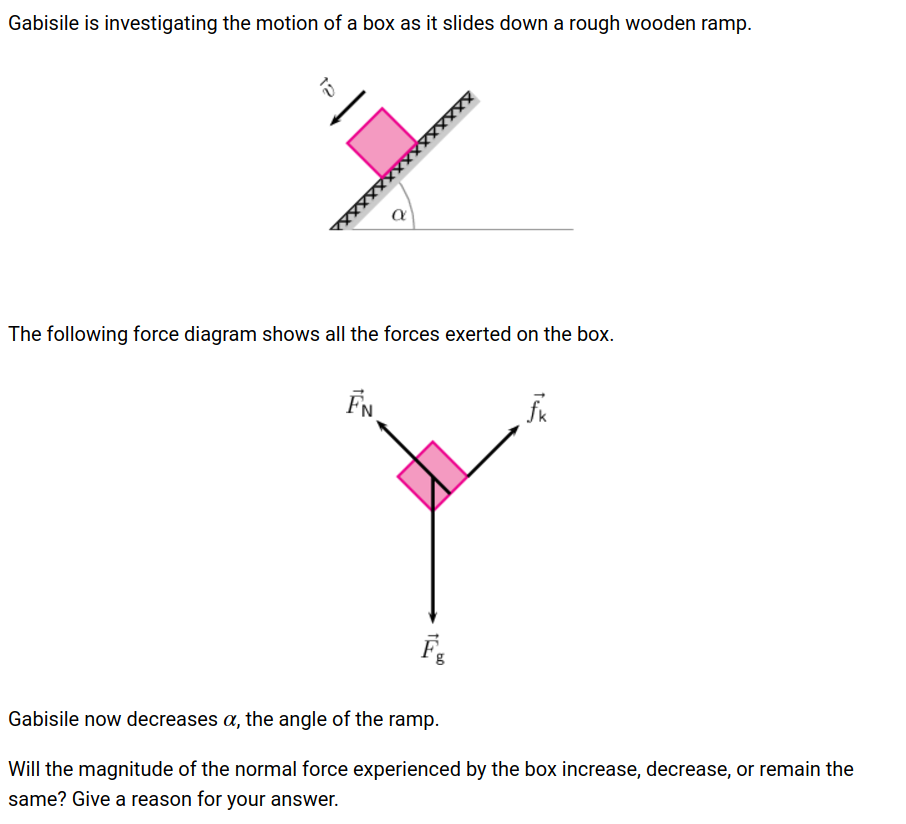 Gabisile is investigating the motion of a box as it slides down a rough wooden ramp.
v⃗
α
The following force diagram shows all the forces exerted on the box.
F⃗N
f⃗k
F⃗g
Gabisile now decreases α, the angle of the ramp.
Will the magnitude of the normal force experienced by the box increase, decrease, or remain the
same? Give a reason for your answer.